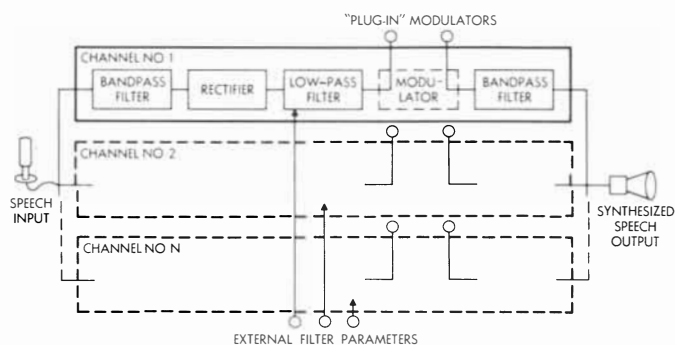 "PLUG-IN" MODULATORS
CHANNEL NO 1
BANDPASS
FILTER
RECTIFIER
LOW-PASS
FILTER
MODU-
LATOR
BANDPASS
FILTER
CHANNEL NO 2
SPEECH
INPUT
SYNTHESIZED
SPEECH
OUTPUT
CHANNEL NO N
EXTERNAL FILTER PARAMETERS